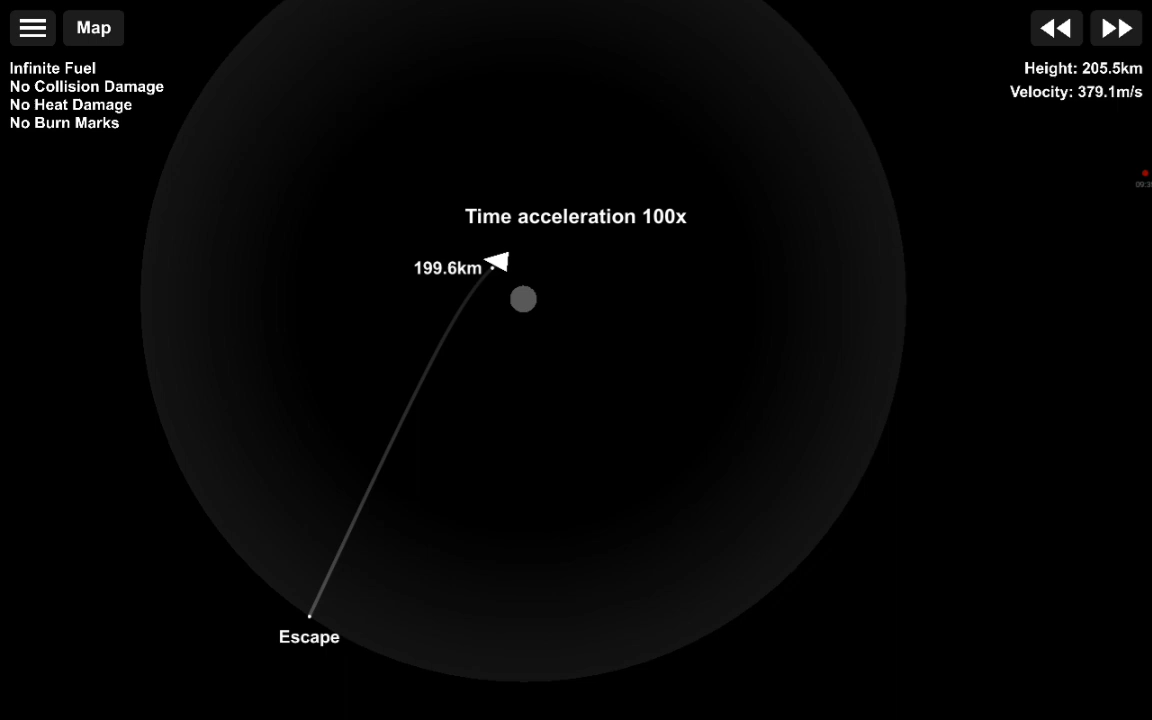 Map
Infinite Fuel
No Collision Damage
No Heat Damage
No Burn Marks
Height: 205.5km
Velocity: 379.1m/s
Time acceleration 100x
199.6km
Escape